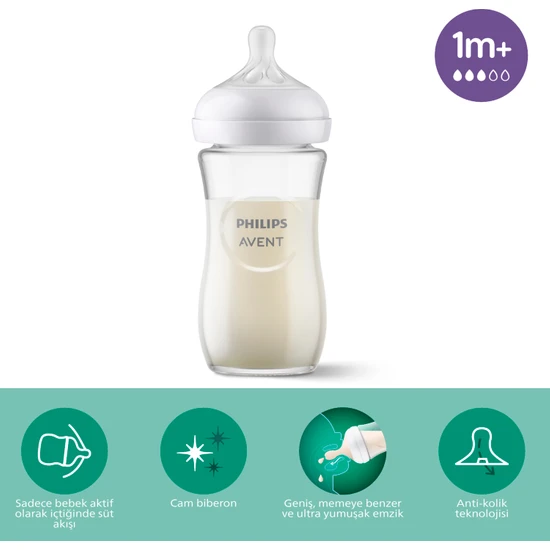 1m+
PHILIPS
AVENT
Sadece bebek aktif
olarak içtiğinde süt
akışı
Cam biberon
Geniş, memeye benzer
ve ultra yumuşak emzik
Anti-kolik
teknolojisi